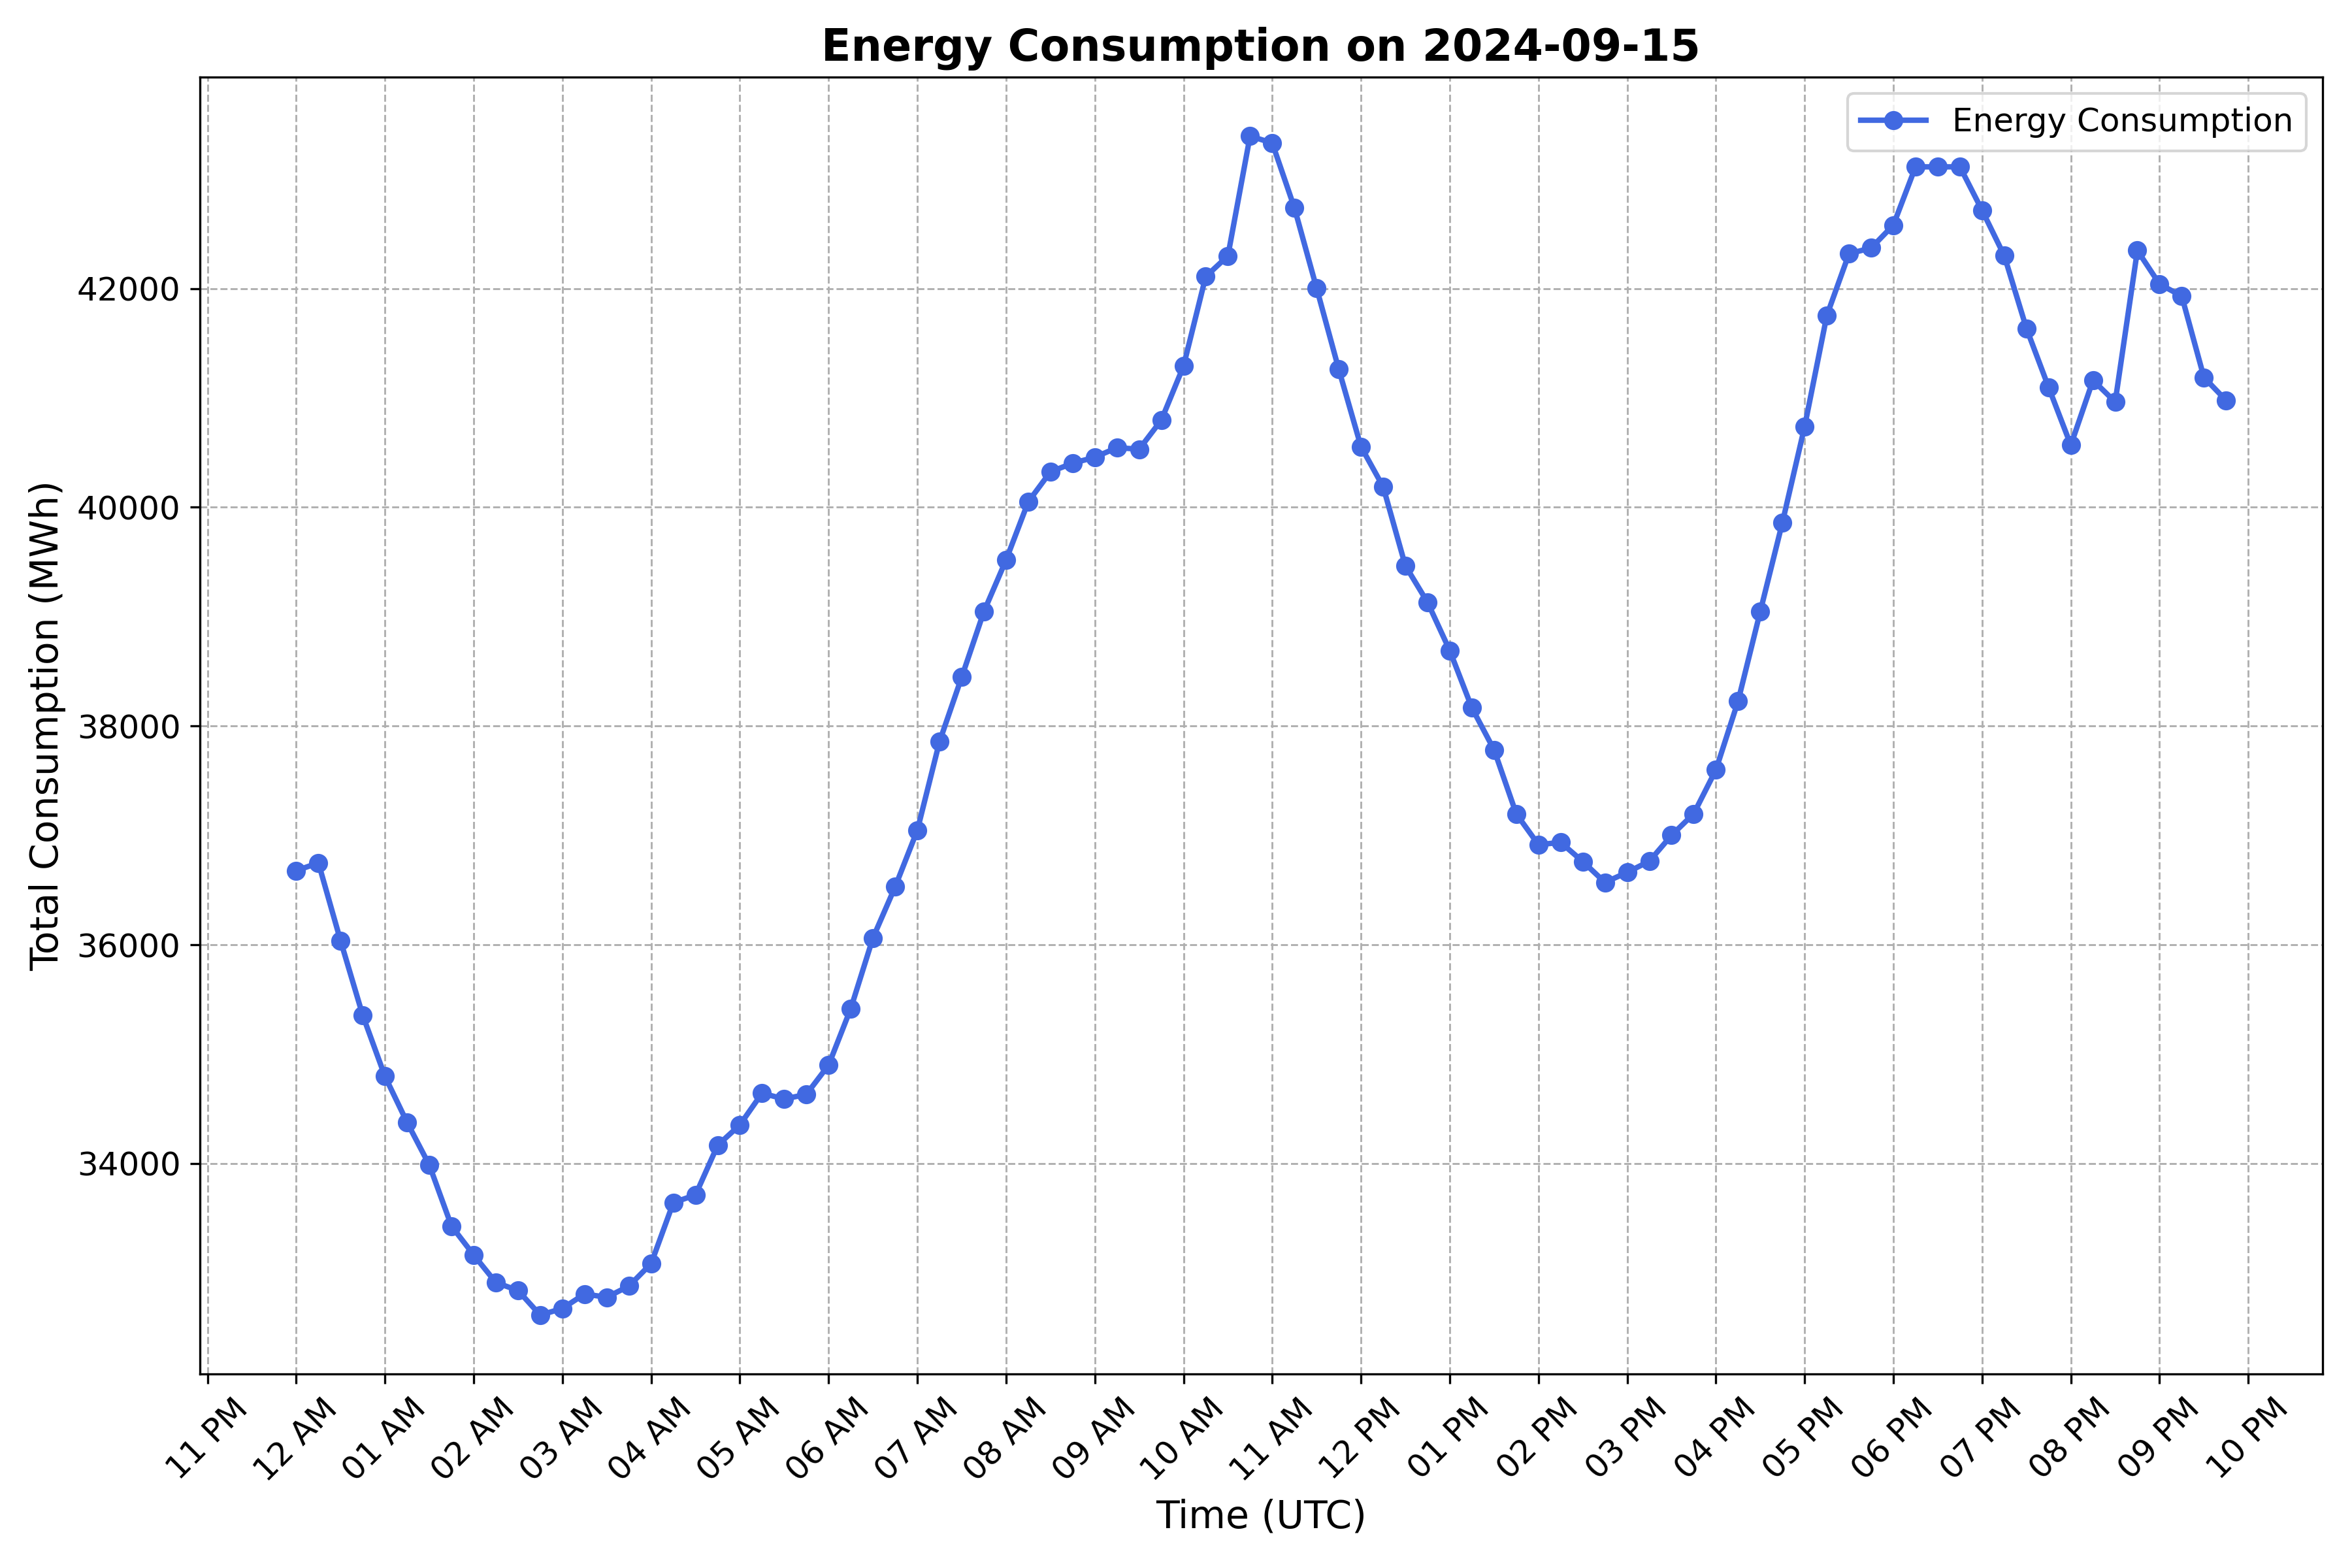 Energy Consumption on 2024-09-15
Energy Consumption
Total Consumption (MWh)
42000
40000
38000
36000
34000
11 PM
12 AM
01 AM
02 AM
03 AM
04 AM
05 AM
06 AM
07 AM
08 AM
09 AM
10 AM
11 AM
12 PM
01 PM
02 PM
03 PM
04 PM
05 PM
06 PM
07 PM
08 PM
09 PM
10 PM
Time (UTC)